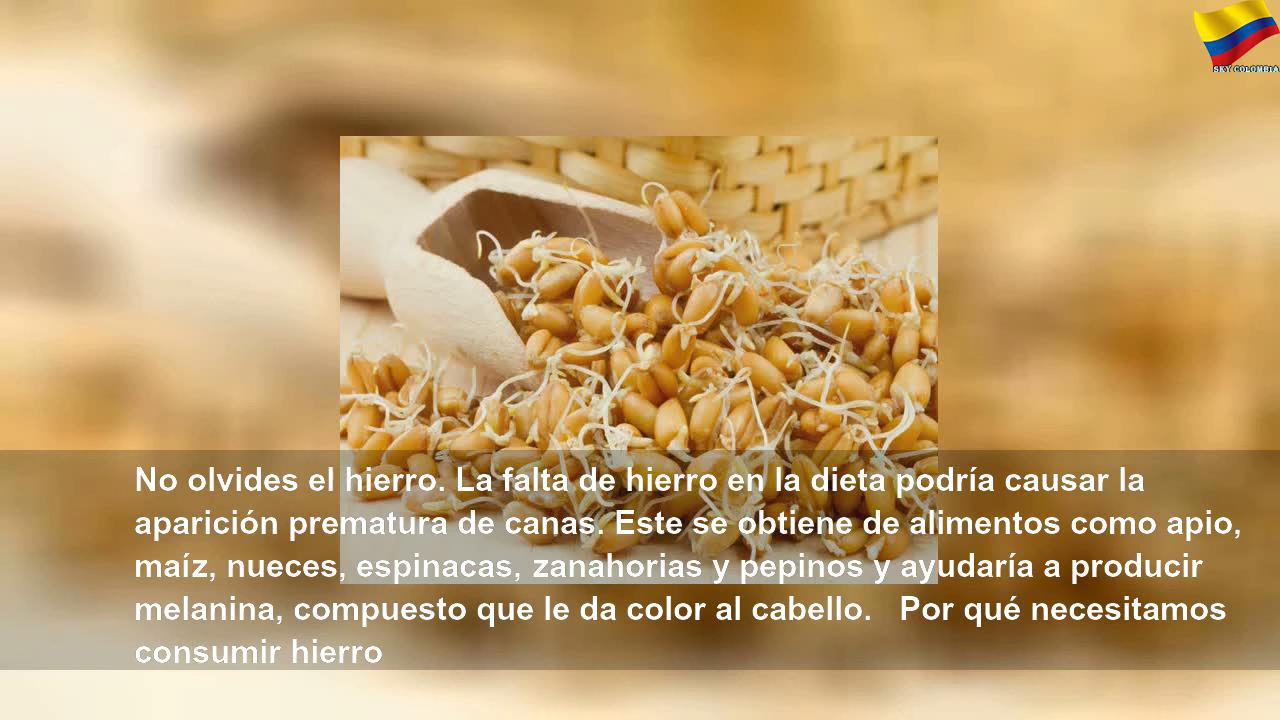 SKY COLOMBIA
No olvides el hierro. La falta de hierro en la dieta podría causar la
aparición prematura de canas. Este se obtiene de alimentos como apio,
maíz, nueces, espinacas, zanahorias y pepinos y ayudaría a producir
melanina, compuesto que le da color al cabello.   Por qué necesitamos
consumir hierro